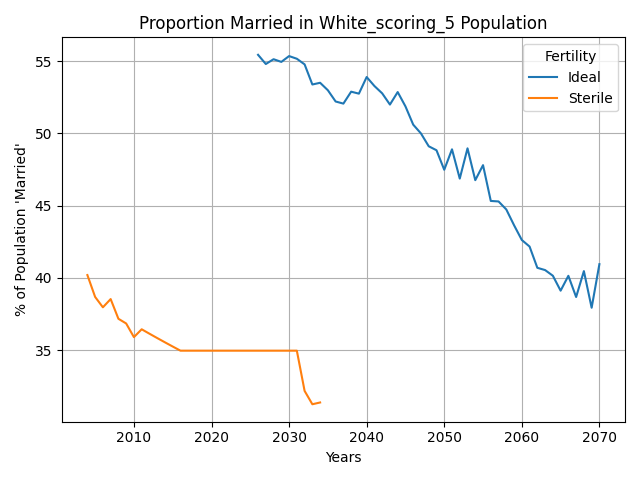 Proportion Married in White_scoring_5 Population
Fertility
Ideal
Sterile
% of Population 'Married'
55
50
45
40
35
2010 2020 2030 2040 2050 2060 2070
Years